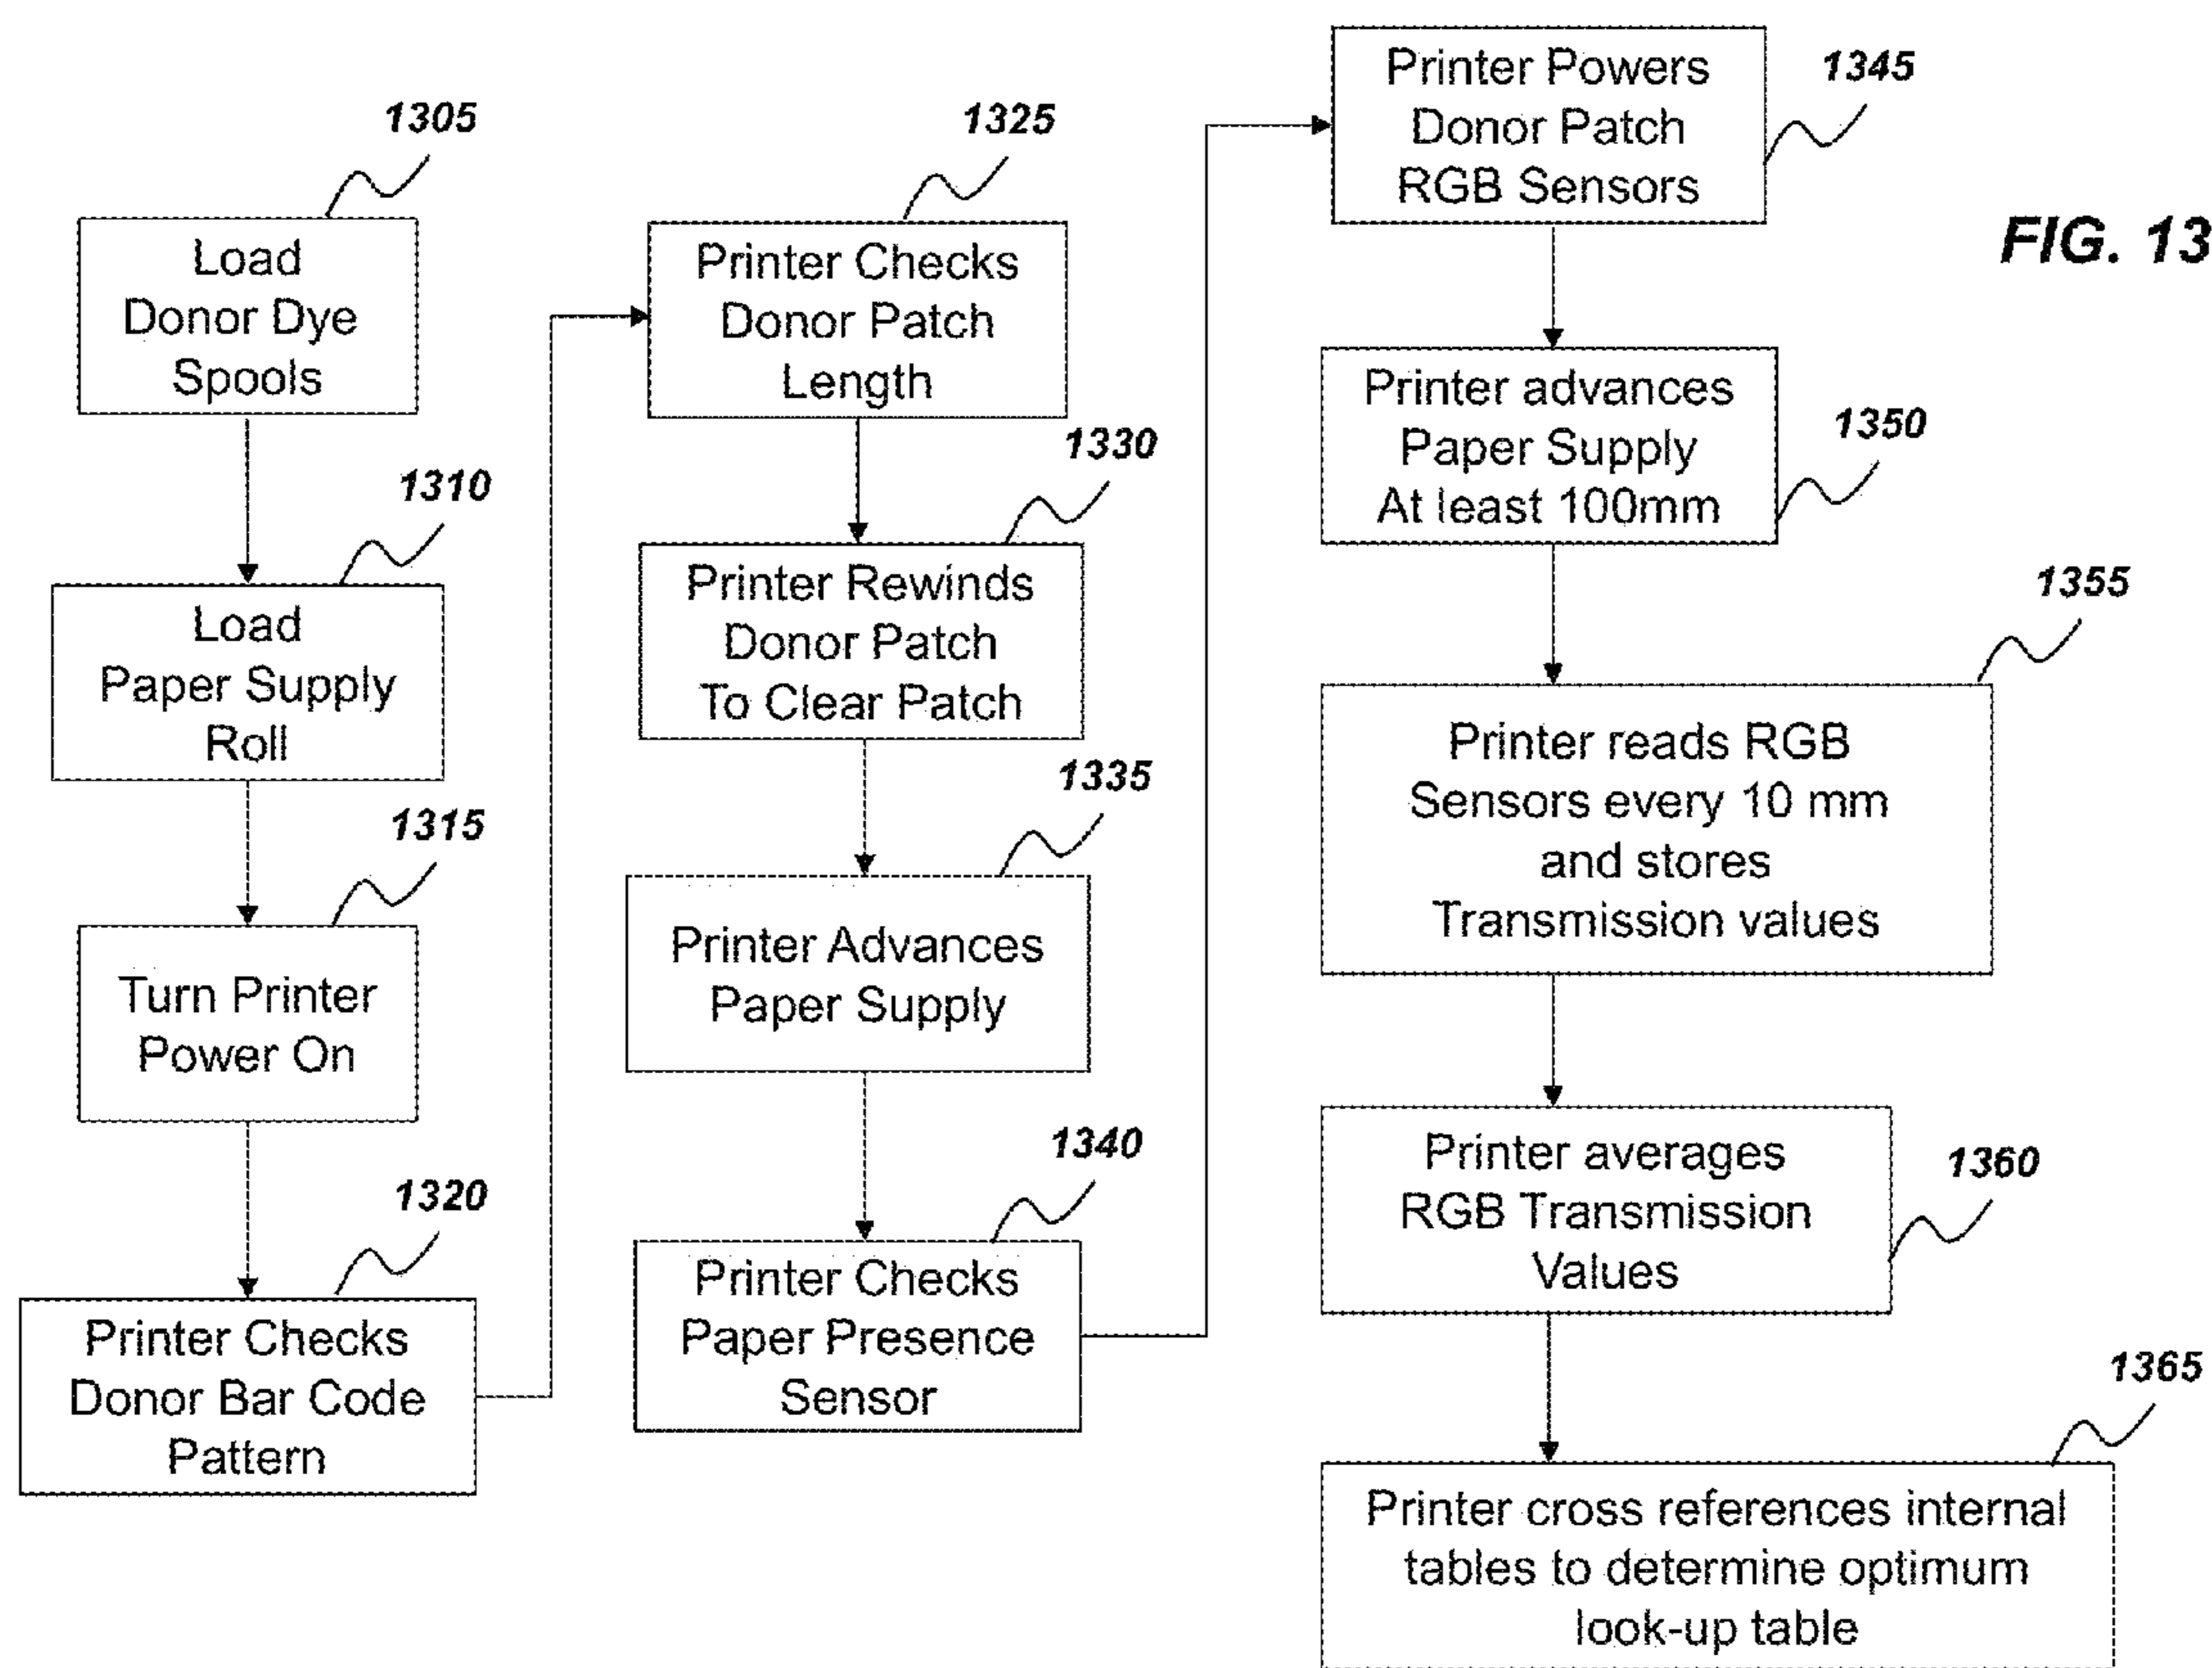 FIG. 13
1305
Load
Donor Dye
Spools
1310
Load
Paper Supply
Roll
1315
Turn Printer
Power On
1320
Printer Checks
Donor Bar Code
Pattern
1325
Printer Checks
Donor Patch
Length
1330
Printer Rewinds
Donor Patch
To Clear Patch
1335
Printer Advances
Paper Supply
1340
Printer Checks
Paper Presence
Sensor
1345
Printer Powers
Donor Patch
RGB Sensors
1350
Printer advances
Paper Supply
At least 100mm
1355
Printer reads RGB
Sensors every 10 mm
and stores
Transmission values
1360
Printer averages
RGB Transmission
Values
1365
Printer cross references internal
tables to determine optimum
look-up table